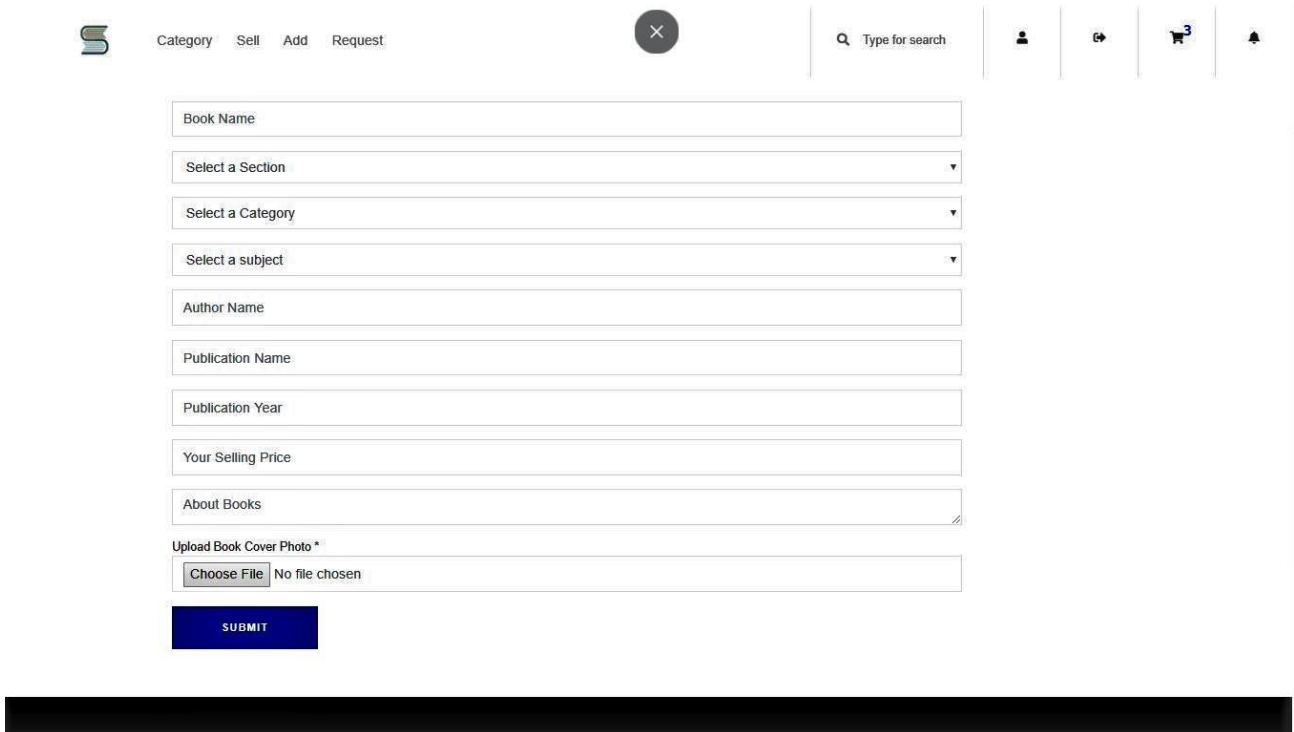 Category Sell Add Request Type for search 3
Book Name
Select a Section
Select a Category
Select a subject
Author Name
Publication Name
Publication Year
Your Selling Price
About Books
Upload Book Cover Photo *
Choose File No file chosen
SUBMIT